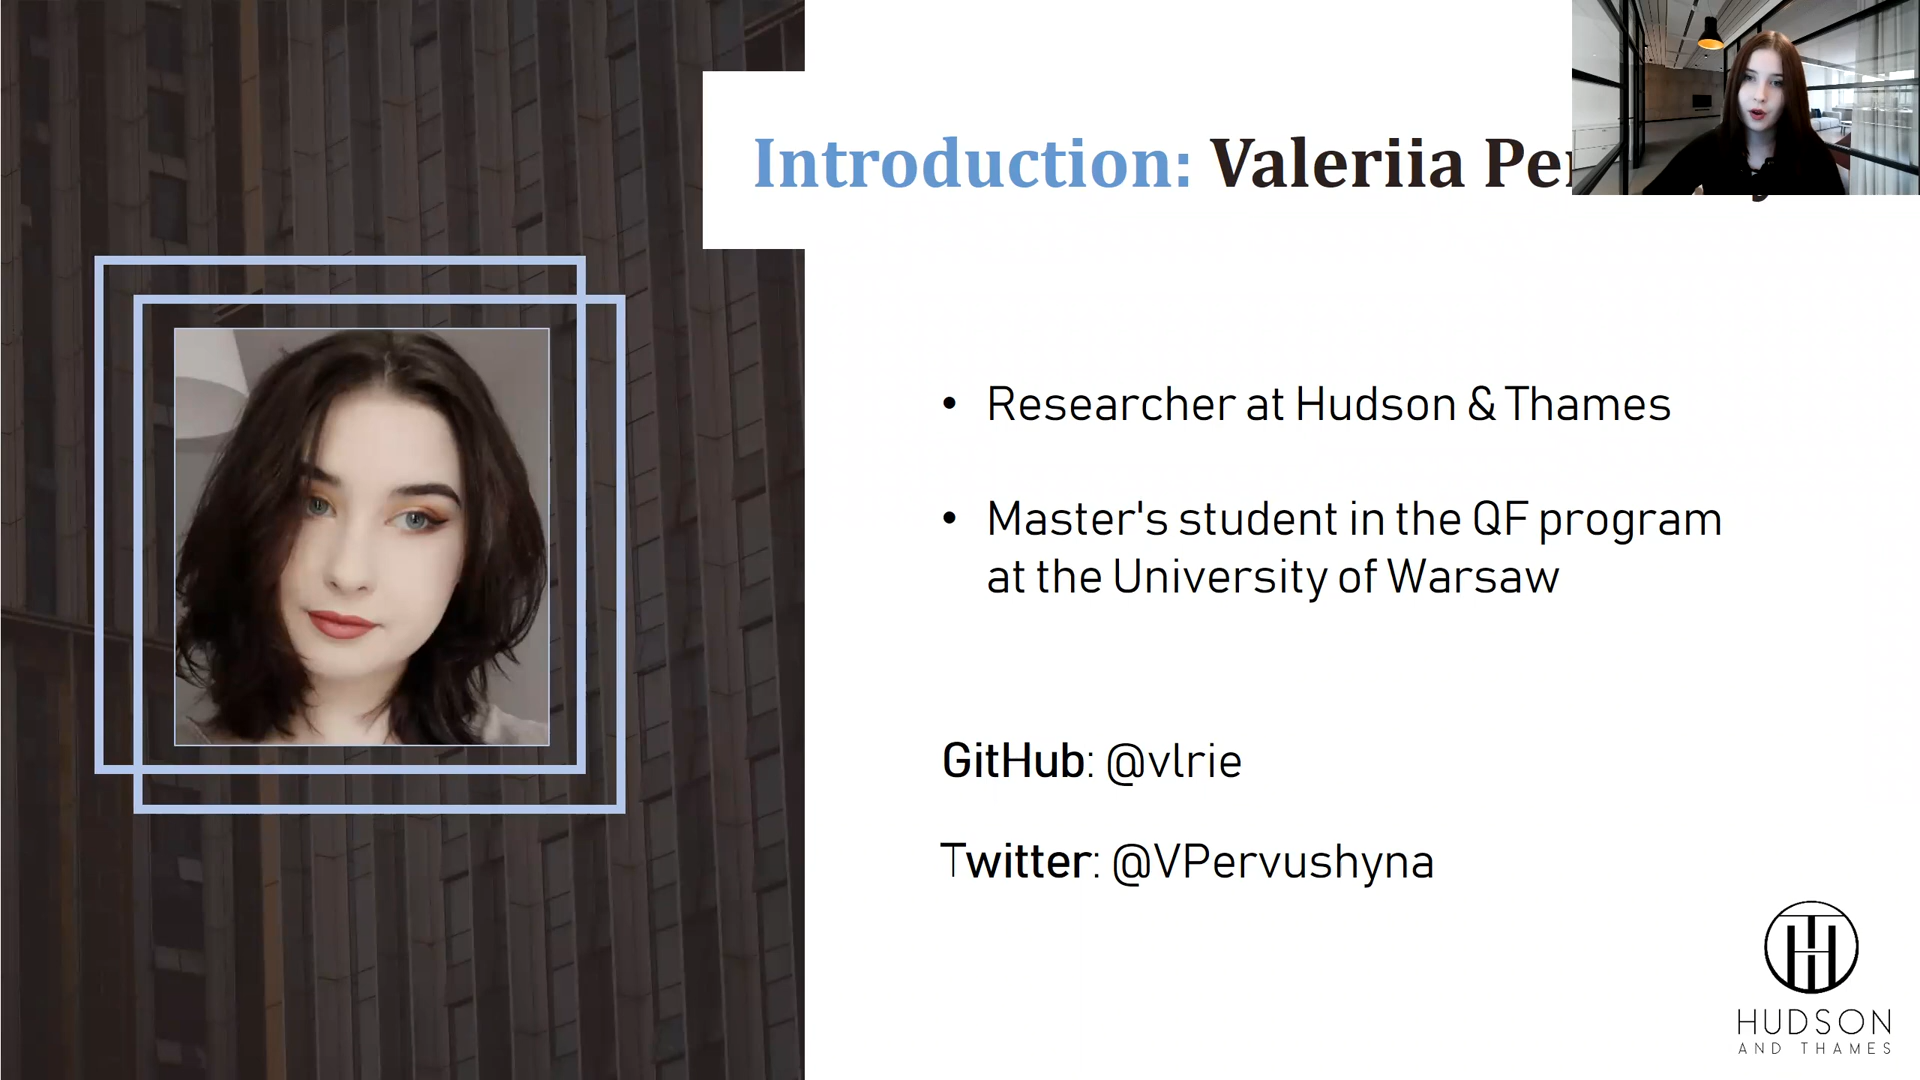 Introduction: Valeriia
• Researcher at Hudson & Thames
• Master's student in the QF program
at the University of Warsaw
GitHub: @vlrie
Twitter: @VPervushyna
HUDSON
AND THAMES